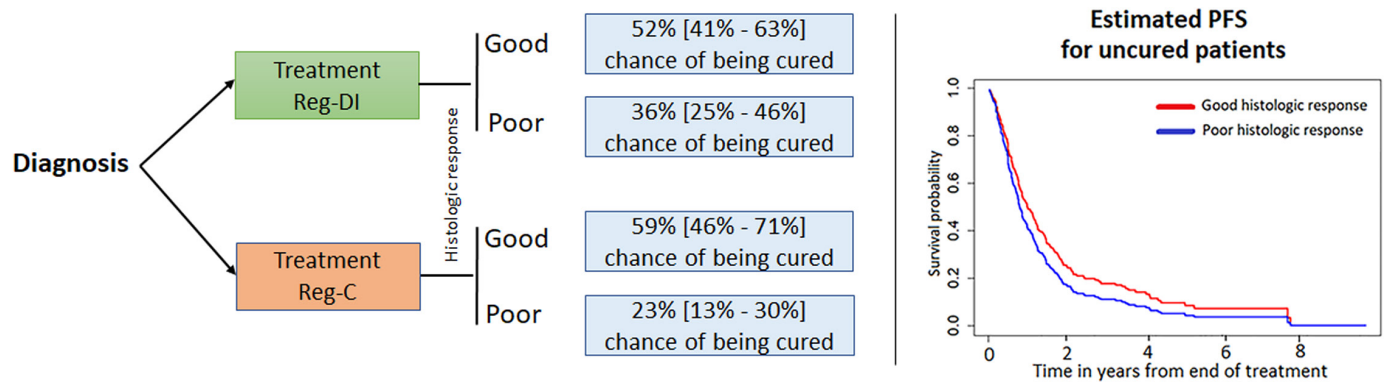 Diagnosis
Treatment
Reg-DI
Treatment
Reg-C
Histologic response
Good
Poor
Good
Poor
52% [41% - 63%]
chance of being cured
36% [25% - 46%]
chance of being cured
59% [46% - 71%]
chance of being cured
23% [13% - 30%]
chance of being cured
Estimated PFS
for uncured patients
Good histologic response
Poor histologic response
Survival probability
1.0
0.8
0.6
0.4
0.2
0.0
0 2 4 6 8
Time in years from end of treatment